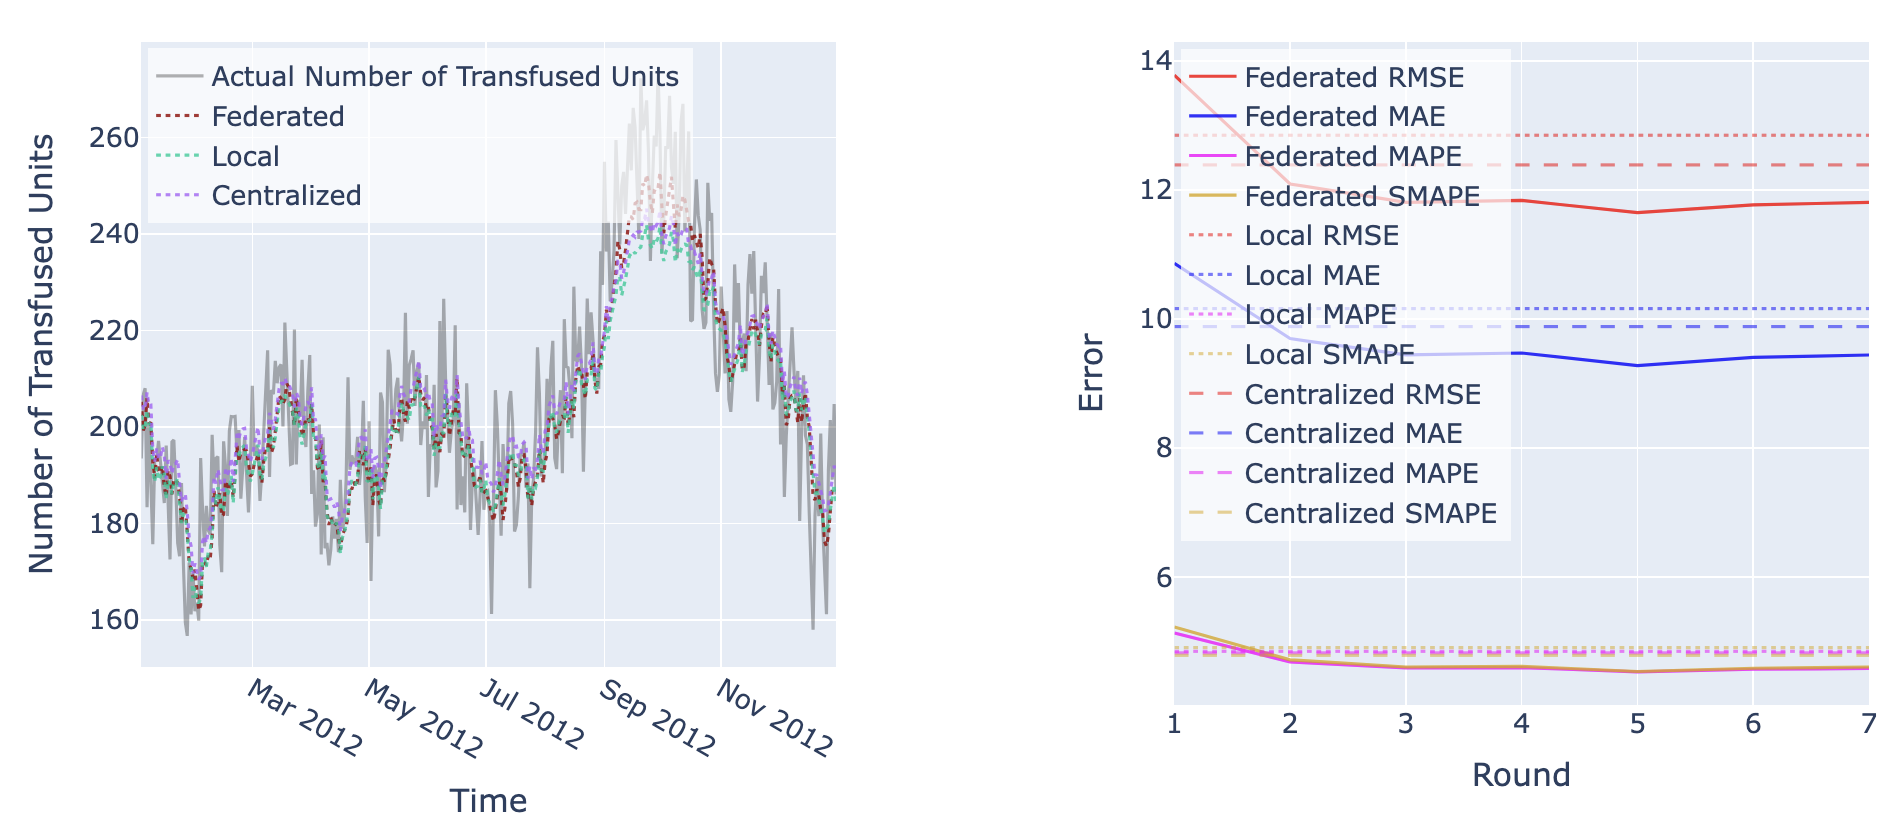 Actual Number of Transfused Units
Federated
Local
Centralized
Number of Transfused Units
260
240
220
200
180
160
Mar 2012
May 2012
Jul 2012
Sep 2012
Nov 2012
Time
Federated RMSE
Federated MAE
Federated MAPE
Federated SMAPE
Local RMSE
Local MAE
Local MAPE
Local SMAPE
Centralized RMSE
Centralized MAE
Centralized MAPE
Centralized SMAPE
Error
14
12
10
8
6
1 2 3 4 5 6 7
Round